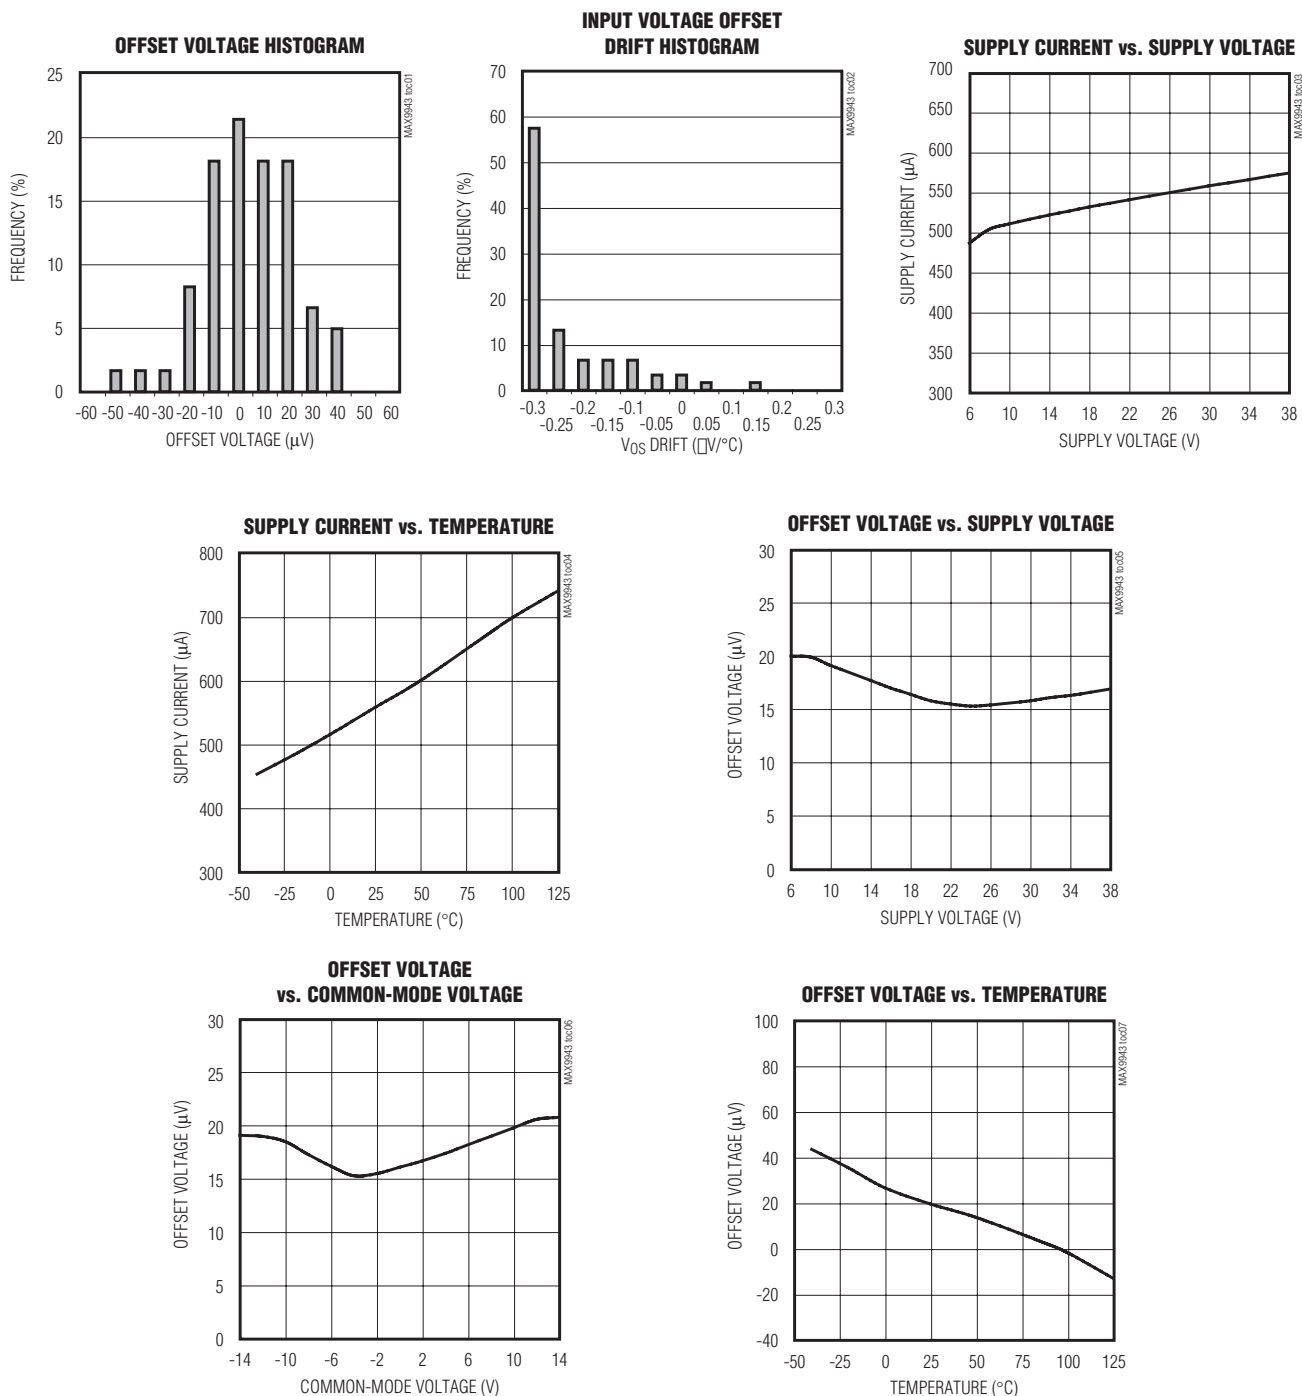 OFFSET VOLTAGE HISTOGRAM
MAX9943 toc01
FREQUENCY (%)
25
20
15
10
5
0
-60 -50 -40 -30 -20 -10 0 10 20 30 40 50 60
OFFSET VOLTAGE (μV)
INPUT VOLTAGE OFFSET
DRIFT HISTOGRAM
MAX9943 toc02
FREQUENCY (%)
70
60
50
40
30
20
10
0
-0.3 -0.2 -0.1 0 0.1 0.2 0.3
-0.25 -0.15 -0.05 0.05 0.15 0.25
VOS DRIFT (□V/°C)
SUPPLY CURRENT vs. SUPPLY VOLTAGE
MAX9943 toc03
SUPPLY CURRENT (μA)
700
650
600
550
500
450
400
350
300
6 10 14 18 22 26 30 34 38
SUPPLY VOLTAGE (V)
SUPPLY CURRENT vs. TEMPERATURE
MAX9943 toc04
SUPPLY CURRENT (μA)
800
700
600
500
400
300
-50 -25 0 25 50 75 100 125
TEMPERATURE (°C)
OFFSET VOLTAGE vs. SUPPLY VOLTAGE
MAX9943 toc05
OFFSET VOLTAGE (μV)
30
25
20
15
10
5
0
6 10 14 18 22 26 30 34 38
SUPPLY VOLTAGE (V)
OFFSET VOLTAGE
vs. COMMON-MODE VOLTAGE
MAX9943 toc06
OFFSET VOLTAGE (μV)
30
25
20
15
10
5
0
-14 -10 -6 -2 2 6 10 14
COMMON-MODE VOLTAGE (V)
OFFSET VOLTAGE vs. TEMPERATURE
MAX9943 toc07
OFFSET VOLTAGE (μV)
100
80
60
40
20
0
-20
-40
-50 -25 0 25 50 75 100 125
TEMPERATURE (°C)